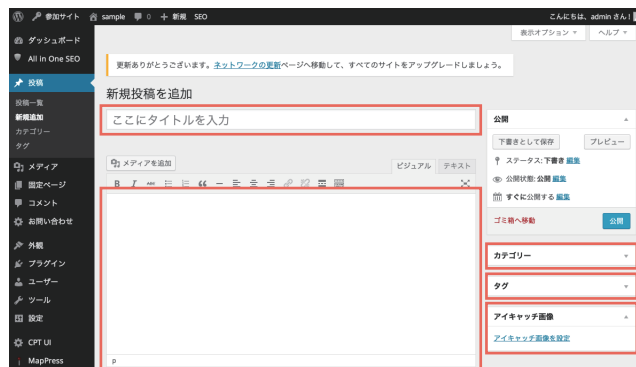 参加サイト sample 0 + 新規 SEO こんにちは、admin さん!
表示オプション ヘルプ
ダッシュボード
All in One SEO
投稿
投稿一覧
新規追加
カテゴリー
タグ
メディア
固定ページ
コメント
お問い合わせ
外観
プラグイン
ユーザー
ツール
設定
CPT UI
MapPress
更新ありがとうございます。ネットワークの更新ページへ移動して、すべてのサイトをアップグレードしましょう。
新規投稿を追加
ここにタイトルを入力
メディアを追加
ビジュアル テキスト
B I ABC
p
公開
下書きとして保存 プレビュー
ステータス: 下書き 編集
公開状態: 公開 編集
すぐに公開する 編集
ゴミ箱へ移動 公開
カテゴリー
タグ
アイキャッチ画像
アイキャッチ画像を設定